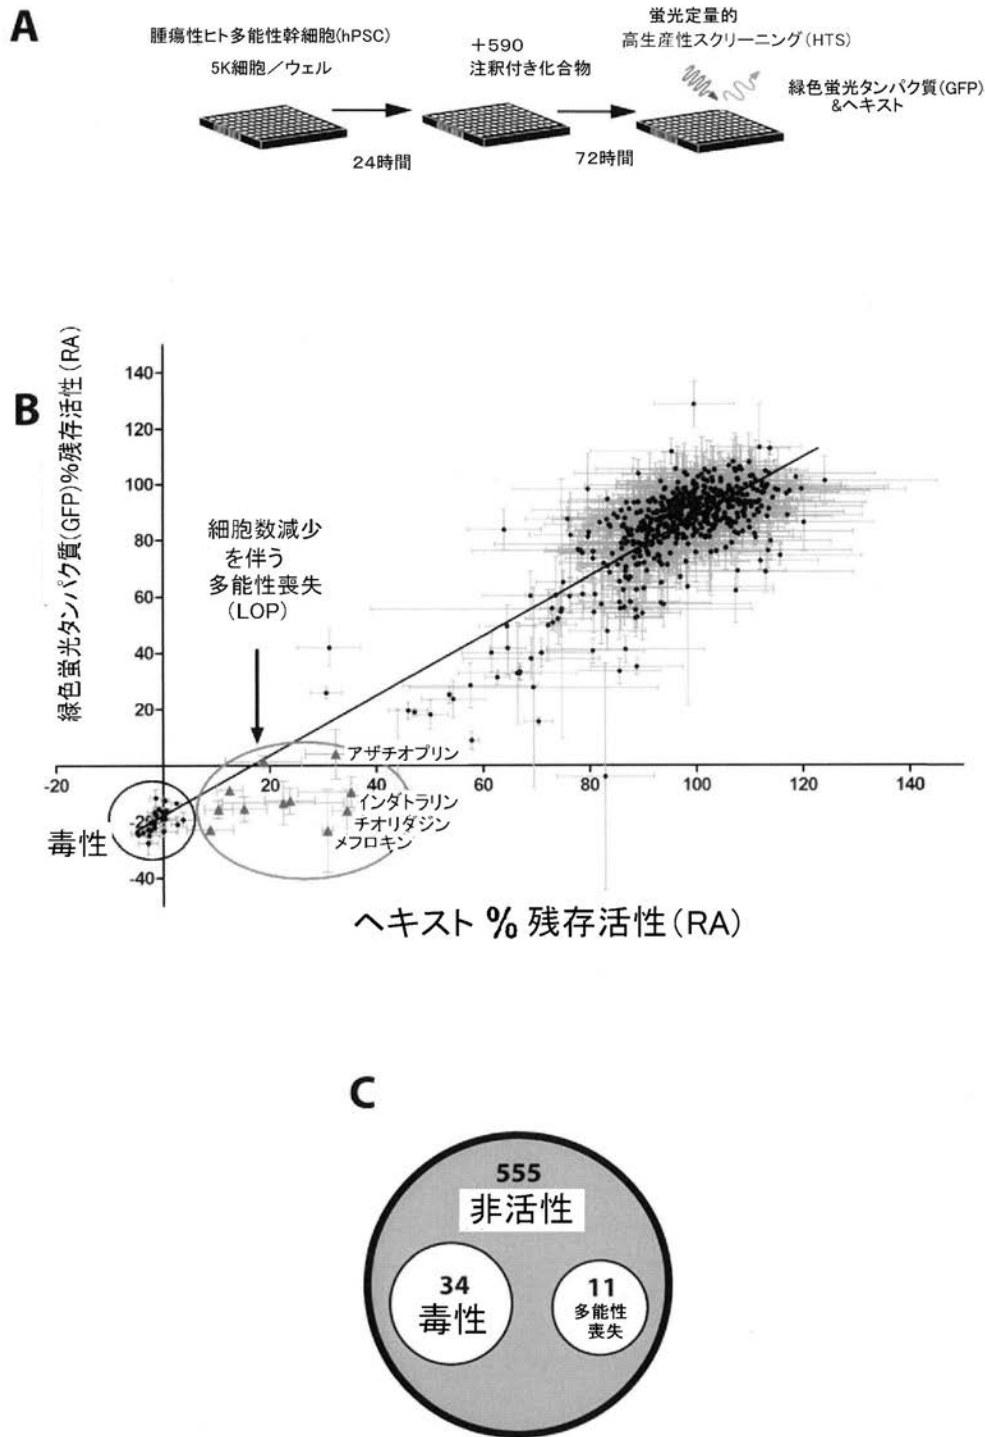 A
腫瘍性ヒト多能性幹細胞(hPSC)
5K細胞／ウェル
24時間
＋590
注釈付き化合物
72時間
蛍光定量的
高生産性スクリーニング(HTS)
緑色蛍光タンパク質(GFP)
&ヘキスト
B
緑色蛍光タンパク質(GFP)%残存活性(RA)
140
120
100
80
60
40
20
-20
-40
-20
0
20
40
60
80
100
120
140
細胞数減少
を伴う
多能性喪失
(LOP)
アザチオプリン
インダトラリン
チオリダジン
メフロキン
毒性
ヘキスト % 残存活性(RA)
C
555
非活性
34
毒性
11
多能性
喪失